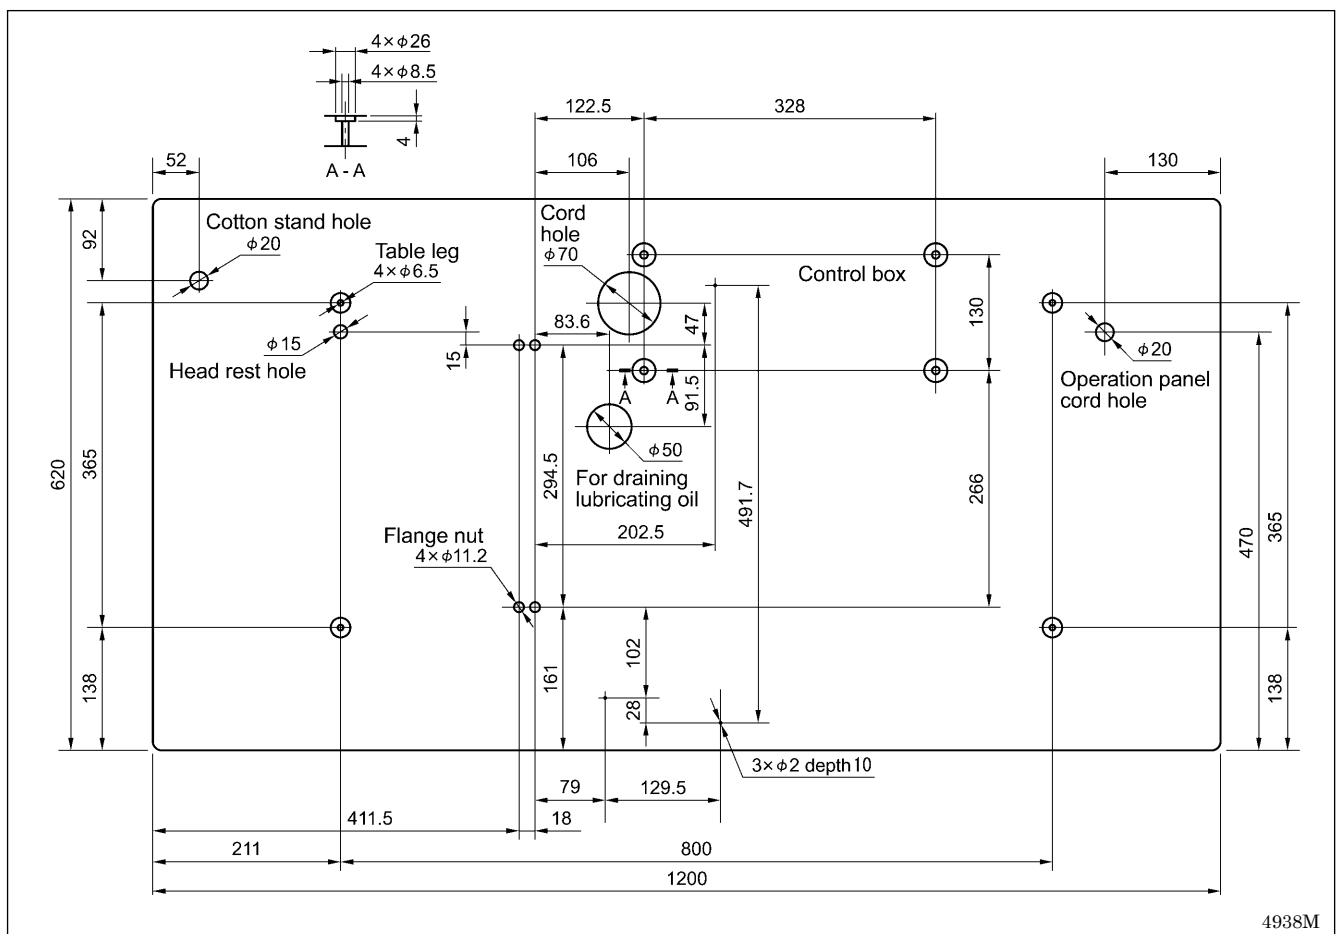 4×φ26
4×φ8.5
4
A - A
122.5
328
52
106
130
92
Cotton stand hole
φ20
Table leg
4×φ6.5
Cord
hole
φ70
Control box
130
83.6
47
15
φ15
Head rest hole
A
A
91.5
φ20
Operation panel
cord hole
620
365
φ50
For draining
lubricating oil
294.5
202.5
491.7
266
470
365
Flange nut
4×φ11.2
138
161
102
28
138
3×φ2 depth10
79
129.5
411.5
18
211
800
1200
4938M